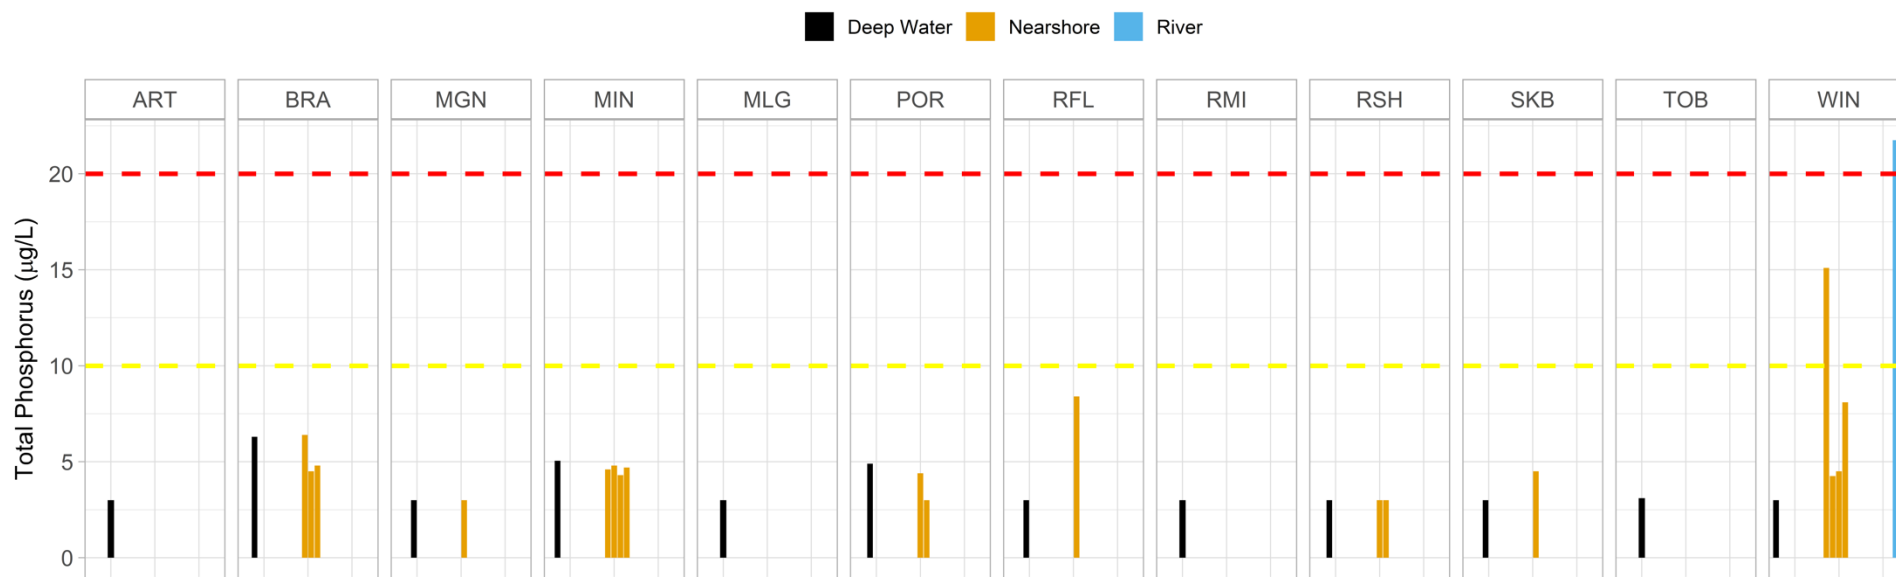 Deep Water Nearshore River
ART BRA MGN MIN MLG POR RFL RMI RSH SKB TOB WIN
Total Phosphorus (μg/L)
20
15
10
5
0